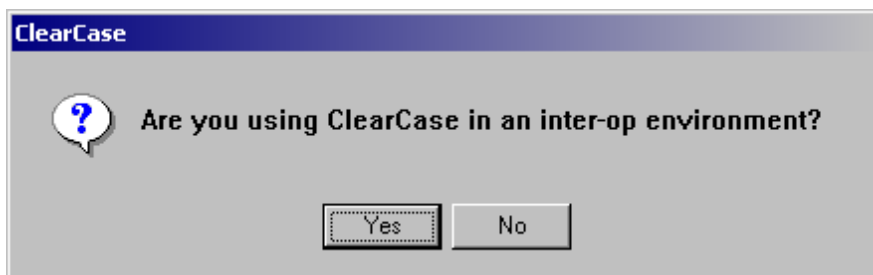 ClearCase
Are you using ClearCase in an inter-op environment?
Yes
No